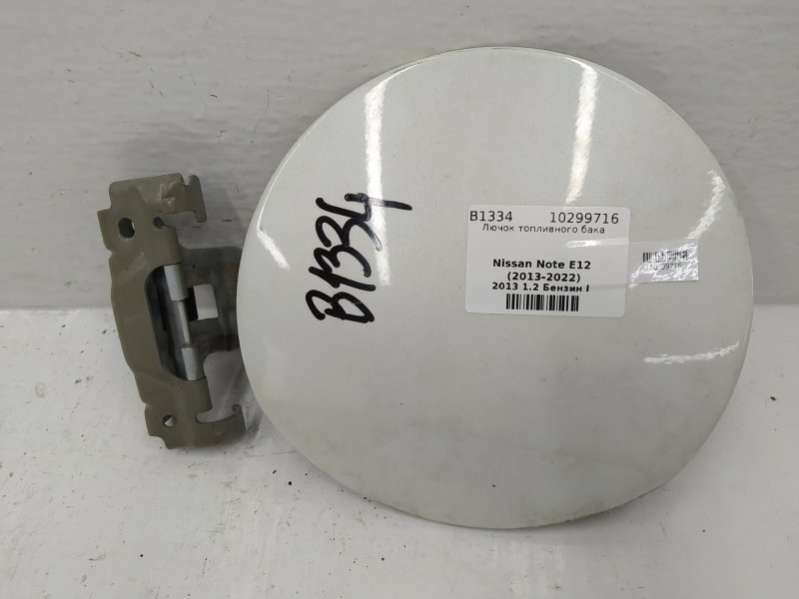 B1334
B1334 10299716
Лючок топливного бака
Nissan Note E12
(2013-2022)
2013 1.2 Бензин I